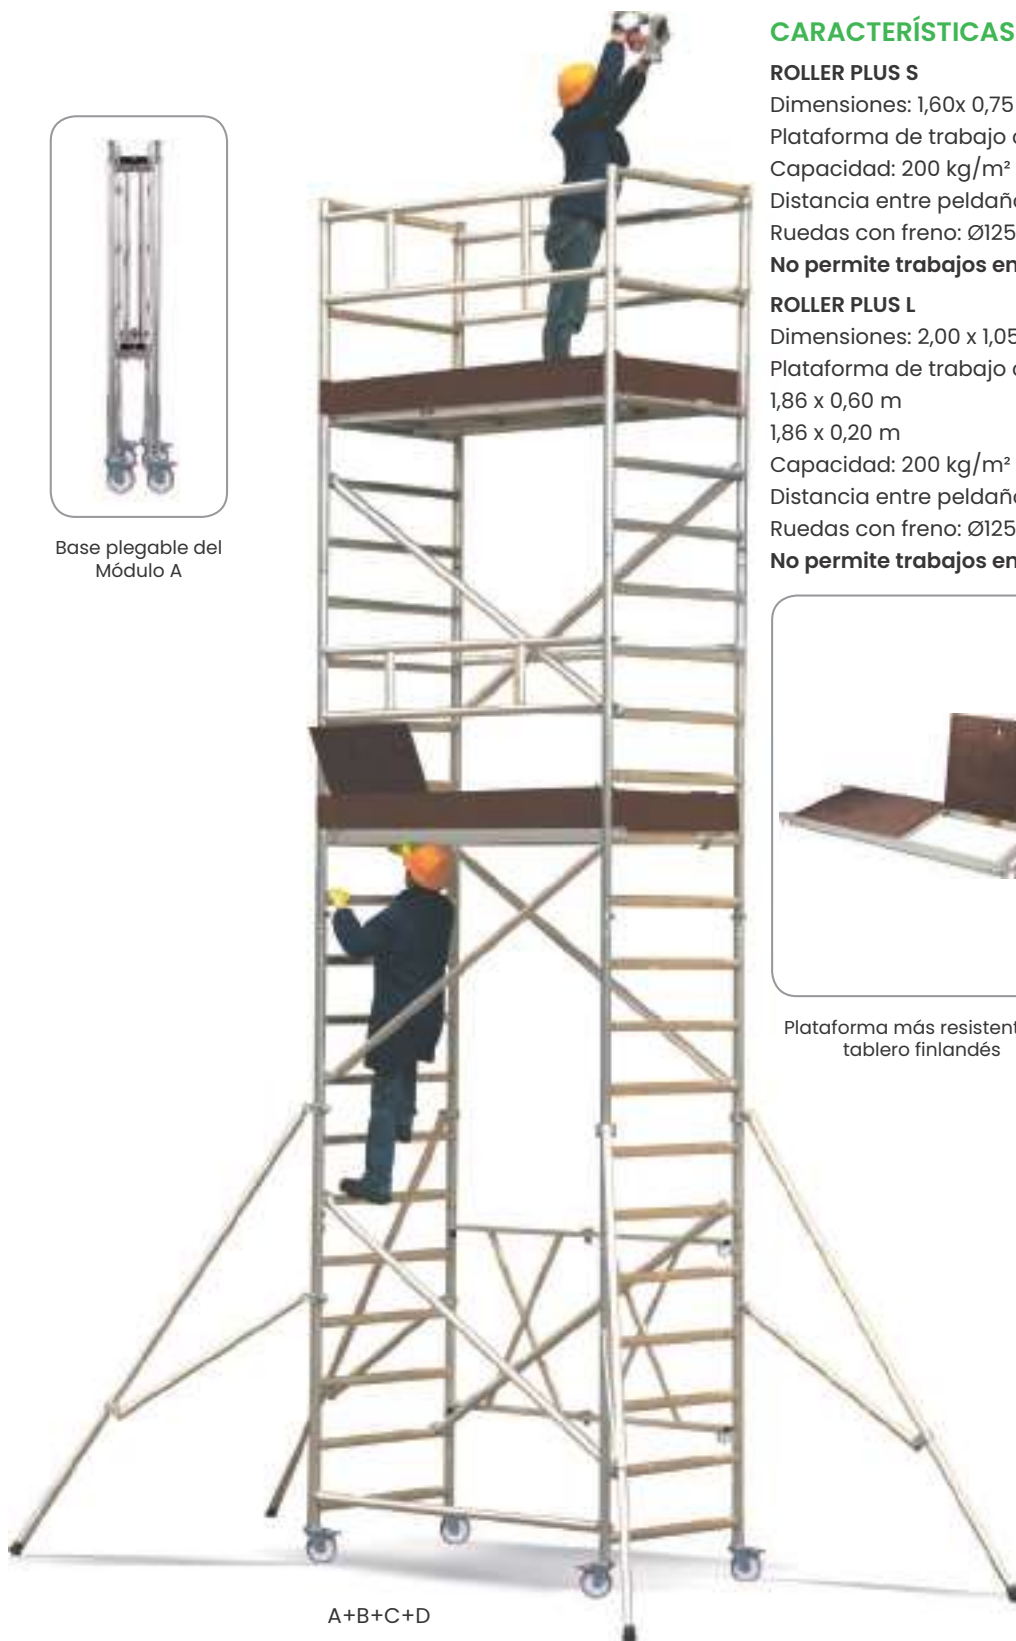 CARACTERÍSTICAS
ROLLER PLUS S
Dimensiones: 1,60x 0,75
Plataforma de trabajo
Capacidad: 200 kg/m²
Distancia entre
Ruedas con freno: Ø125
No permite trabajos en
ROLLER PLUS L
Dimensiones: 2,00 x 1,05
Plataforma de trabajo
1,86 x 0,60 m
1,86 x 0,20 m
Capacidad: 200 kg/m²
Distancia entre
Ruedas con freno: Ø125
No permite trabajos en
Base plegable del
Módulo A
Plataforma más
tablero finlandés
A+B+C+D